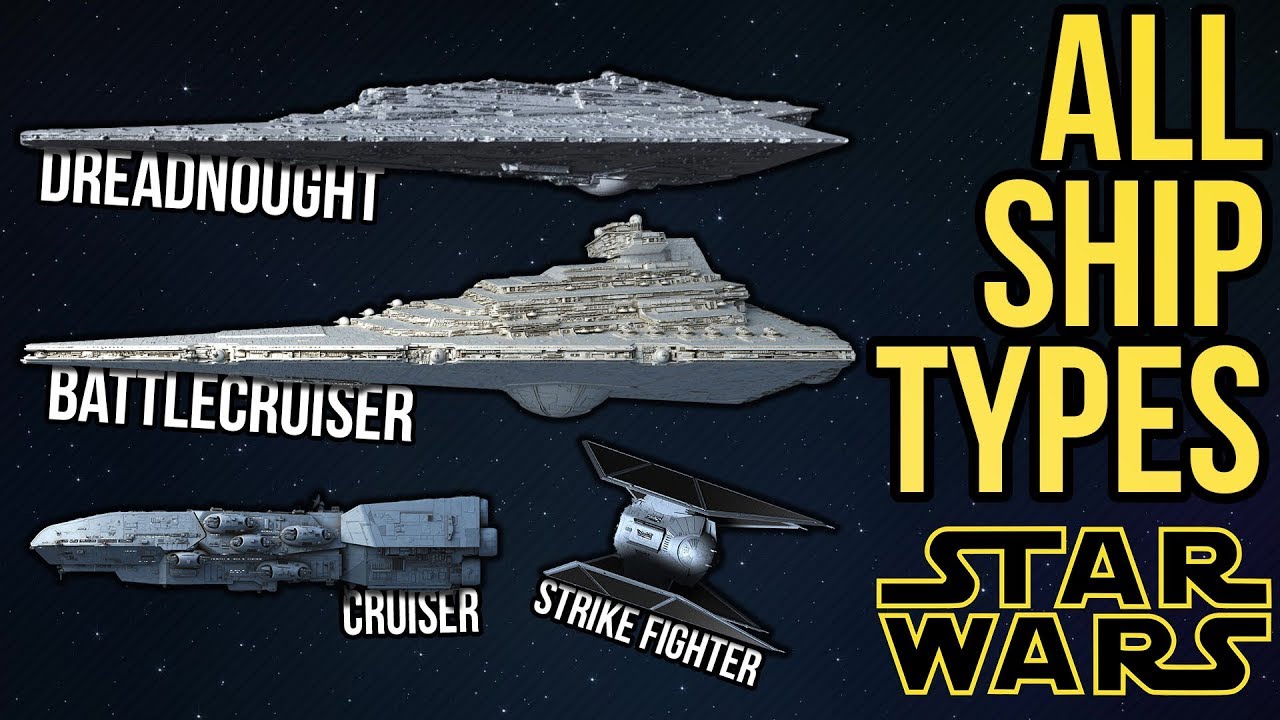 DREADNOUGHT
BATTLECRUISER
CRUISER
STRIKE FIGHTER
ALL
SHIP
TYPES
STAR
WARS